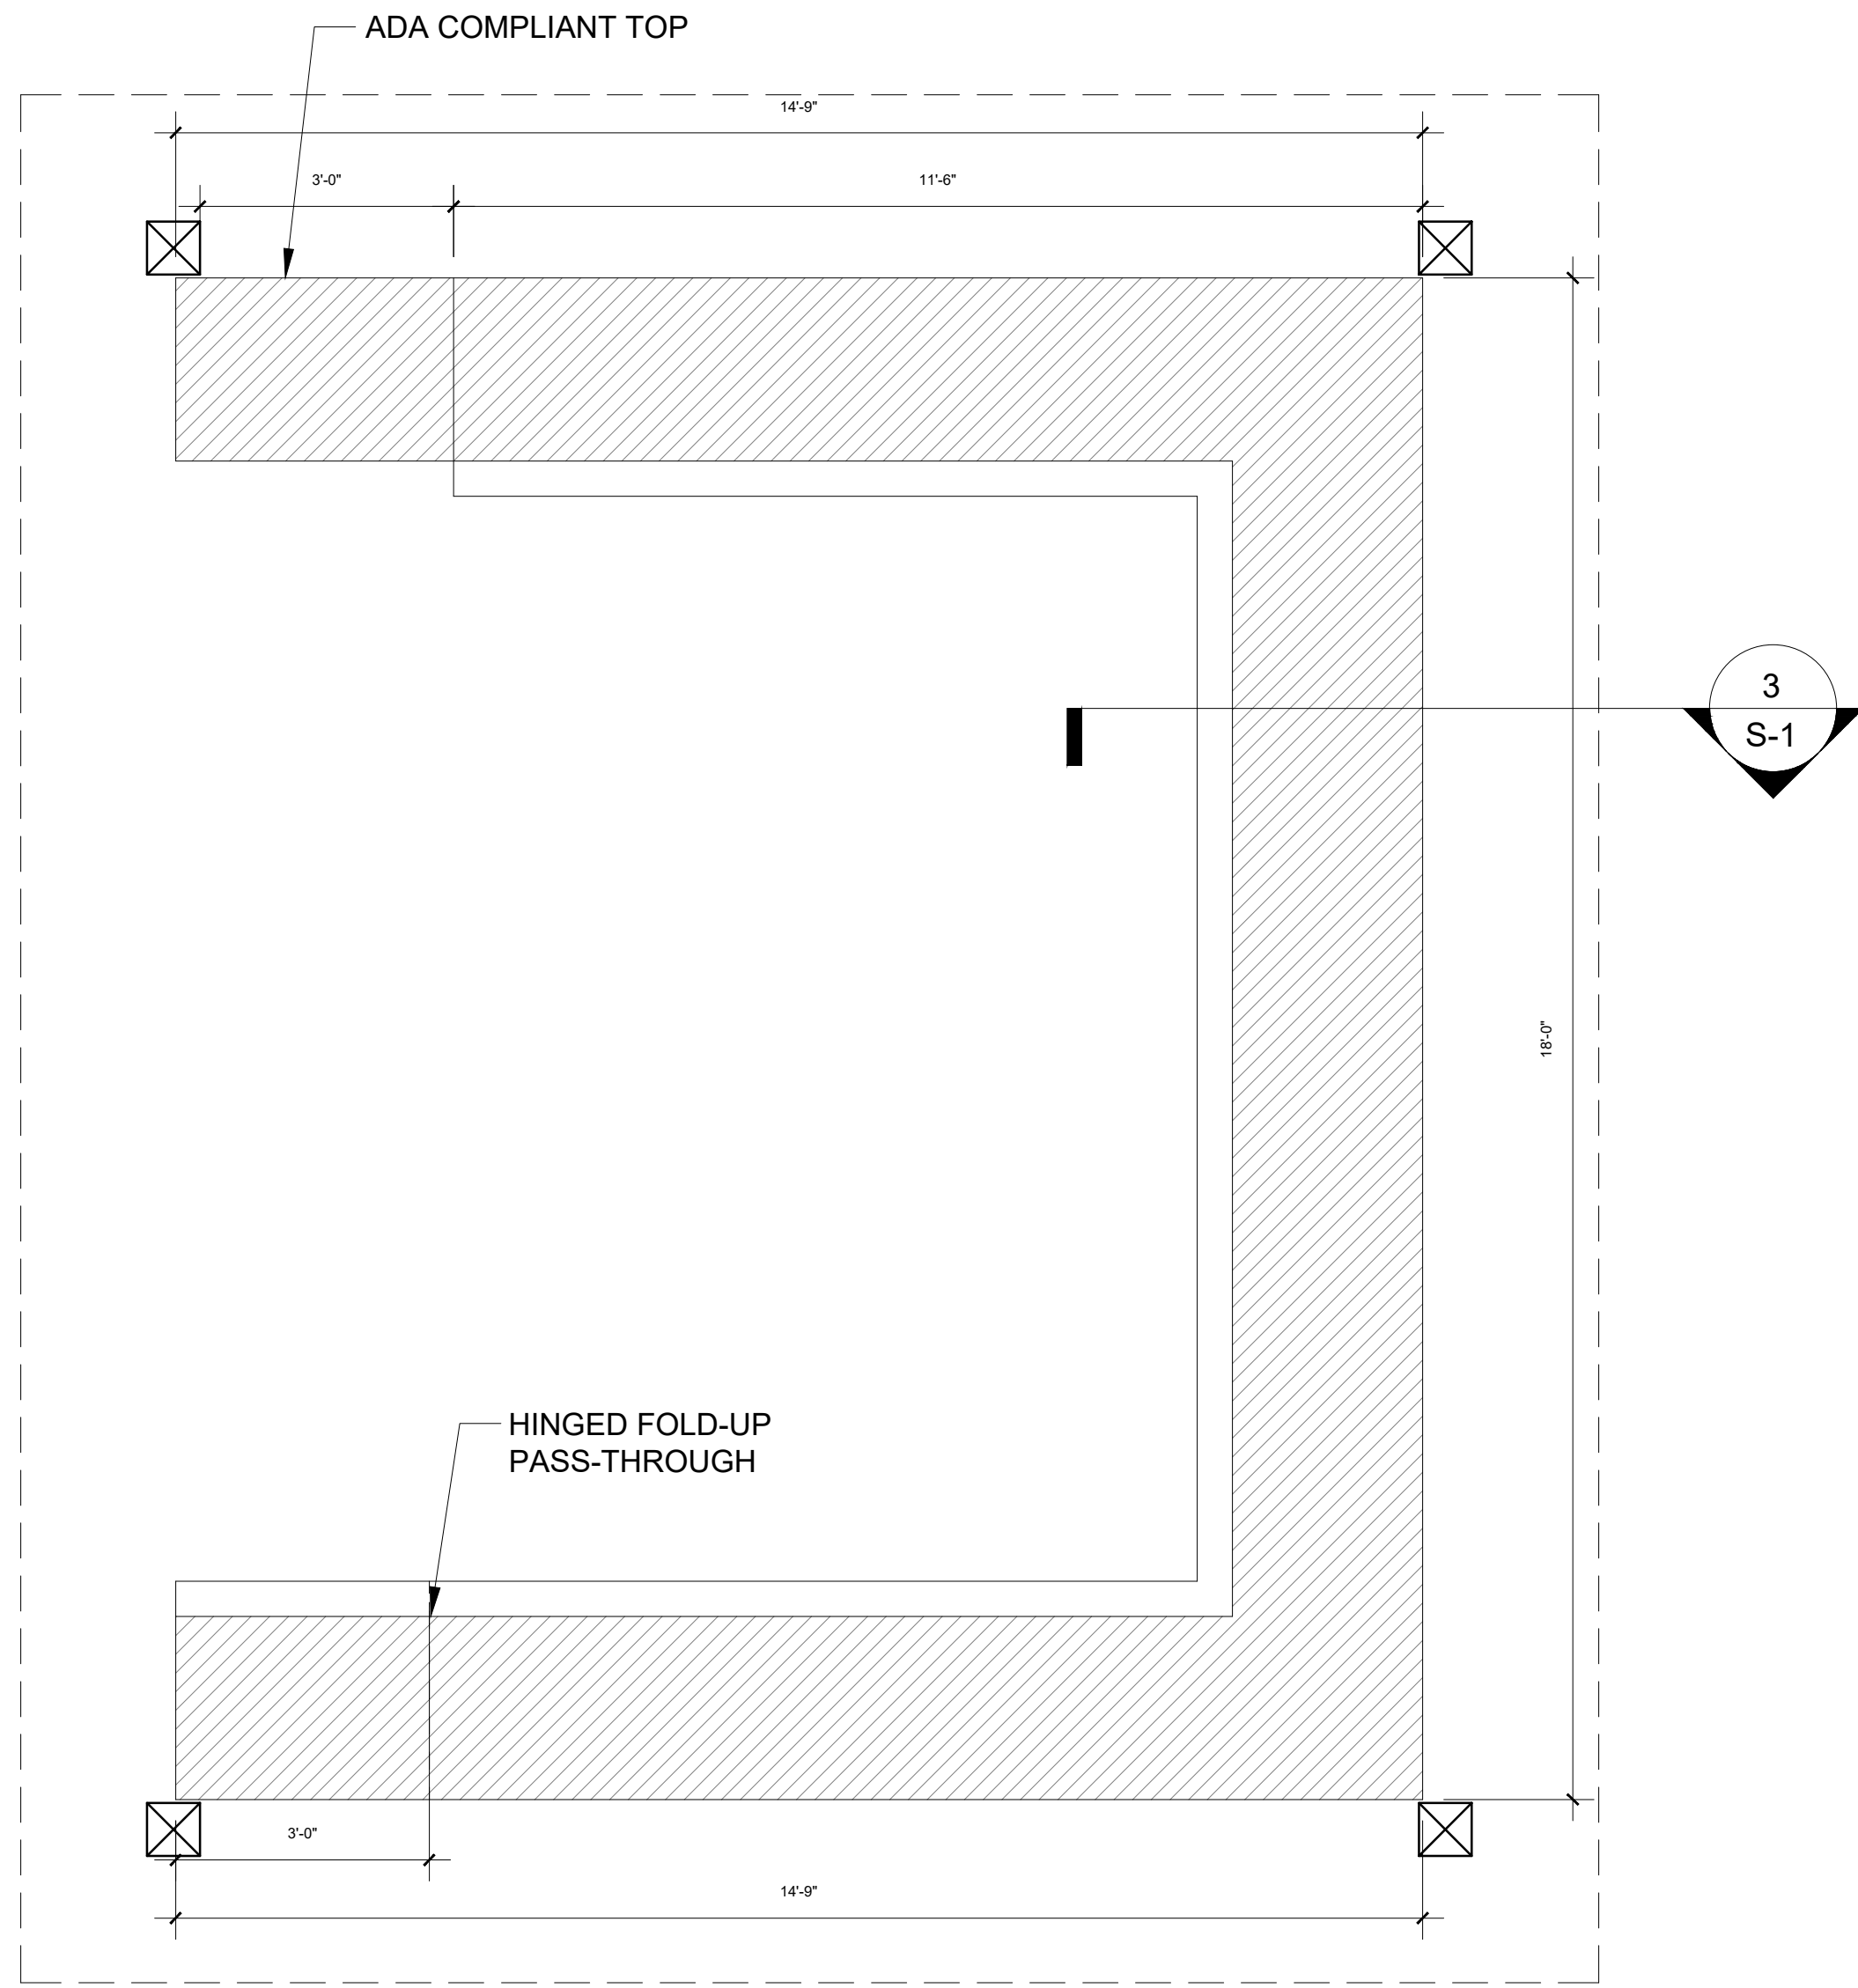 ADA COMPLIANT TOP
14'-9"
3'-0"
11'-6"
3
S-1
18'-0"
HINGED FOLD-UP
PASS-THROUGH
3'-0"
14'-9"